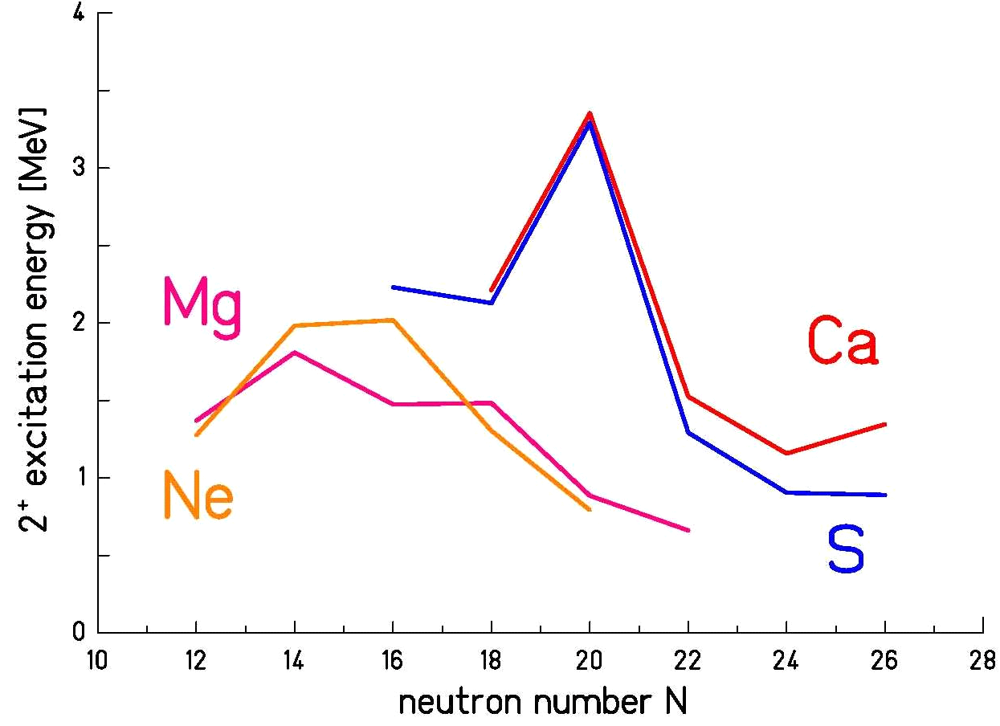 4
3
2
1
0
2⁺ excitation energy [MeV]
Mg
Ne
Ca
S
10 12 14 16 18 20 22 24 26 28
neutron number N